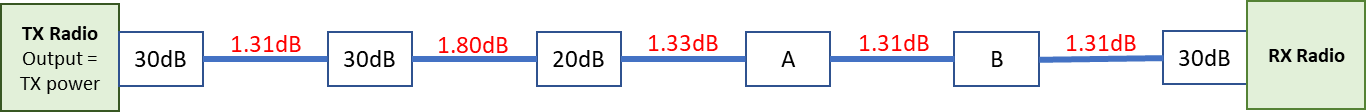 TX Radio
Output =
TX power
30dB
1.31dB
30dB
1.80dB
20dB
1.33dB
A
1.31dB
B
1.31dB
30dB
RX Radio